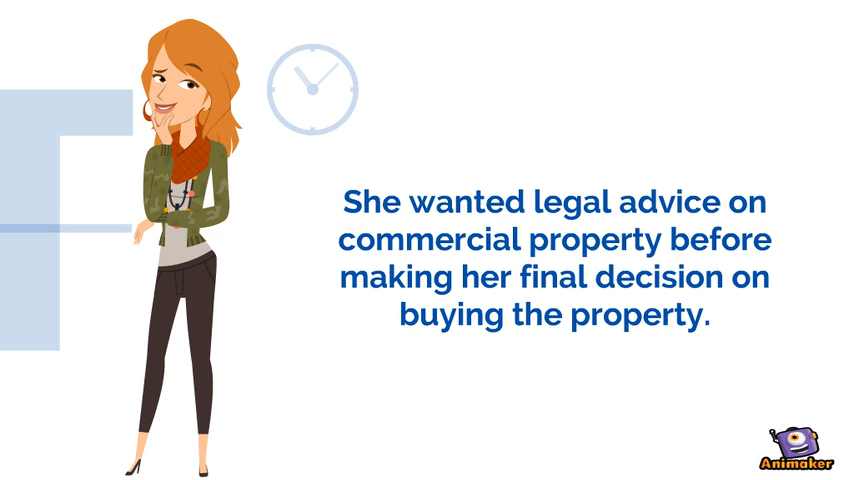 She wanted legal advice on
commercial property before
making her final decision on
buying the property.
Animaker